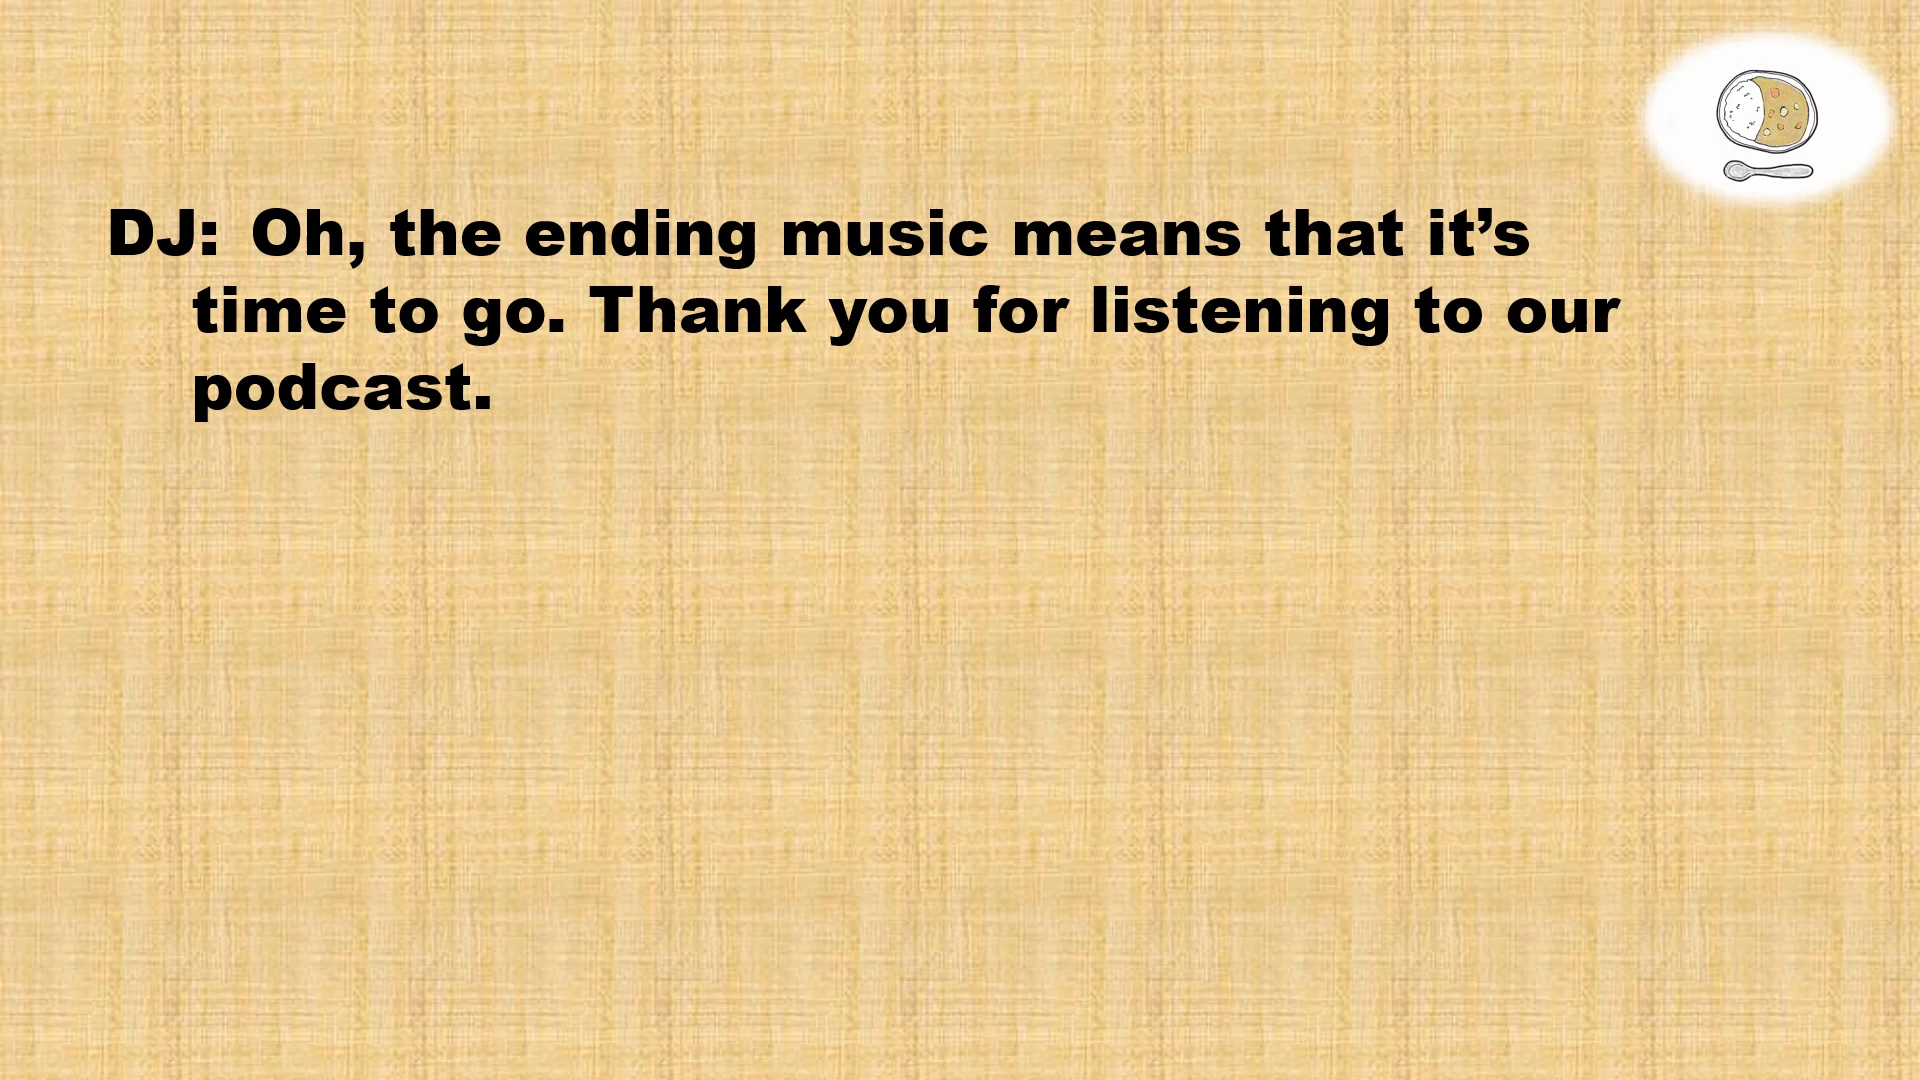 DJ: Oh, the ending music means that it’s
time to go. Thank you for listening to our
podcast.